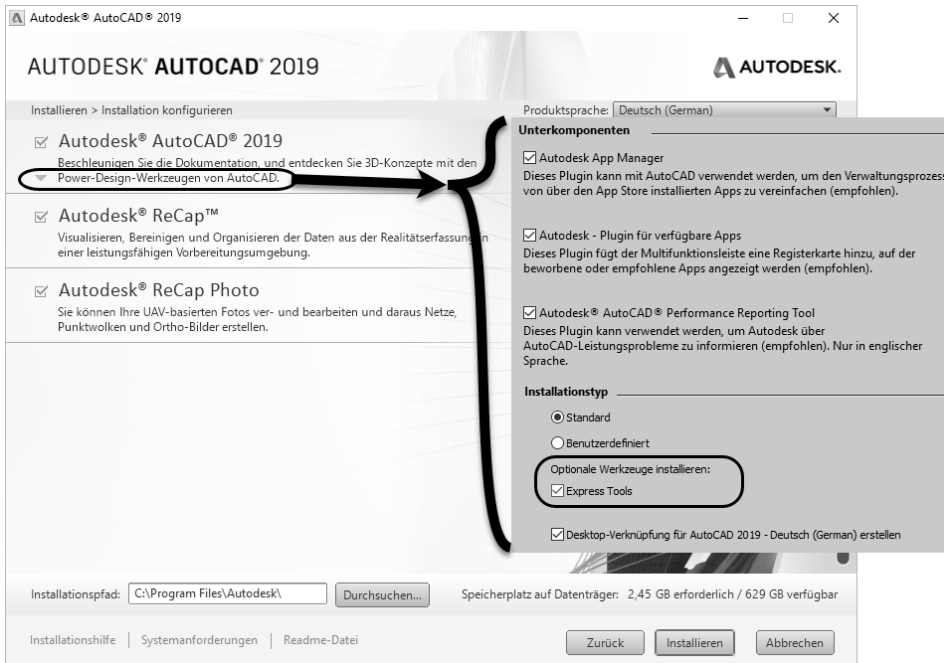 Autodesk® AutoCAD® 2019
AUTODESK® AUTOCAD® 2019
AUTODESK.
Installieren > Installation konfigurieren
Produktsprache: Deutsch (German)
Autodesk® AutoCAD® 2019
Beschleunigen Sie die Dokumentation, und entdecken Sie 3D-Konzepte mit den
Power-Design-Werkzeugen von AutoCAD.
Autodesk® ReCap™
Visualisieren, Bereinigen und Organisieren der Daten aus der Realitätserfassung in
einer leistungsfähigen Vorbereitungsumgebung.
Autodesk® ReCap Photo
Sie können Ihre UAV-basierten Fotos ver- und bearbeiten und daraus Netze,
Punktwolken und Ortho-Bilder erstellen.
Unterkomponenten
Autodesk App Manager
Dieses Plugin kann mit AutoCAD verwendet werden, um den Verwaltungsprozess
von über den App Store installierten Apps zu vereinfachen (empfohlen).
Autodesk - Plugin für verfügbare Apps
Dieses Plugin fügt der Multifunktionsleiste eine Registerkarte hinzu, auf der
beworbene oder empfohlene Apps angezeigt werden (empfohlen).
Autodesk® AutoCAD® Performance Reporting Tool
Dieses Plugin kann verwendet werden, um Autodesk über
AutoCAD-Leistungsprobleme zu informieren (empfohlen). Nur in englischer
Sprache.
Installationstyp
Standard
Benutzerdefiniert
Optionale Werkzeuge installieren:
Express Tools
Desktop-Verknüpfung für AutoCAD 2019 - Deutsch (German) erstellen
Installationspfad: C:\Program Files\Autodesk\ Durchsuchen... Speicherplatz auf Datenträger: 2,45 GB erforderlich / 629 GB verfügbar
Installationshilfe | Systemanforderungen | Readme-Datei
Zurück Installieren Abbrechen